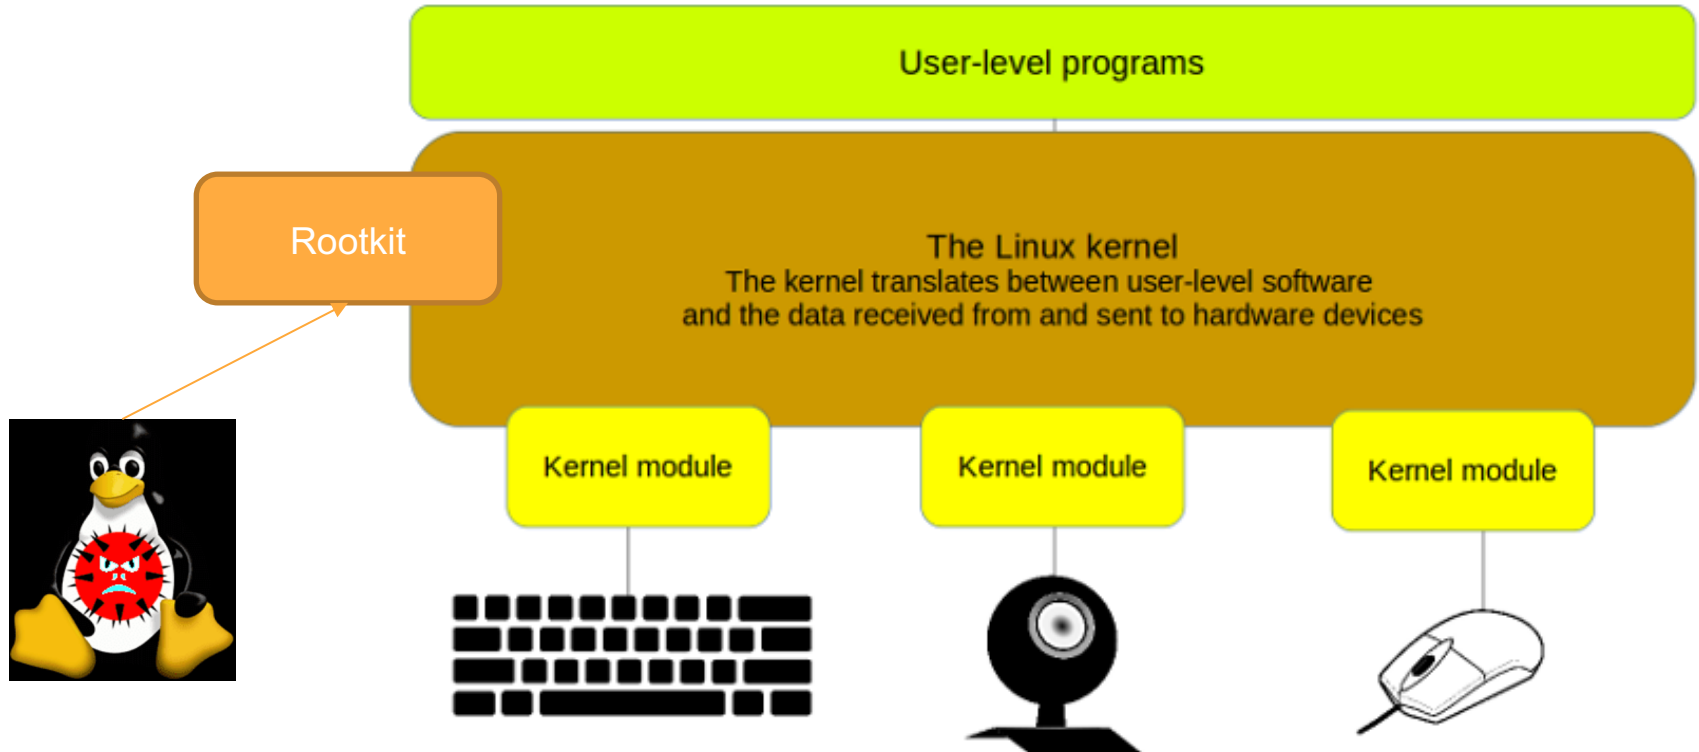 User-level programs
Rootkit
The Linux kernel
The kernel translates between user-level software
and the data received from and sent to hardware devices
Kernel module
Kernel module
Kernel module